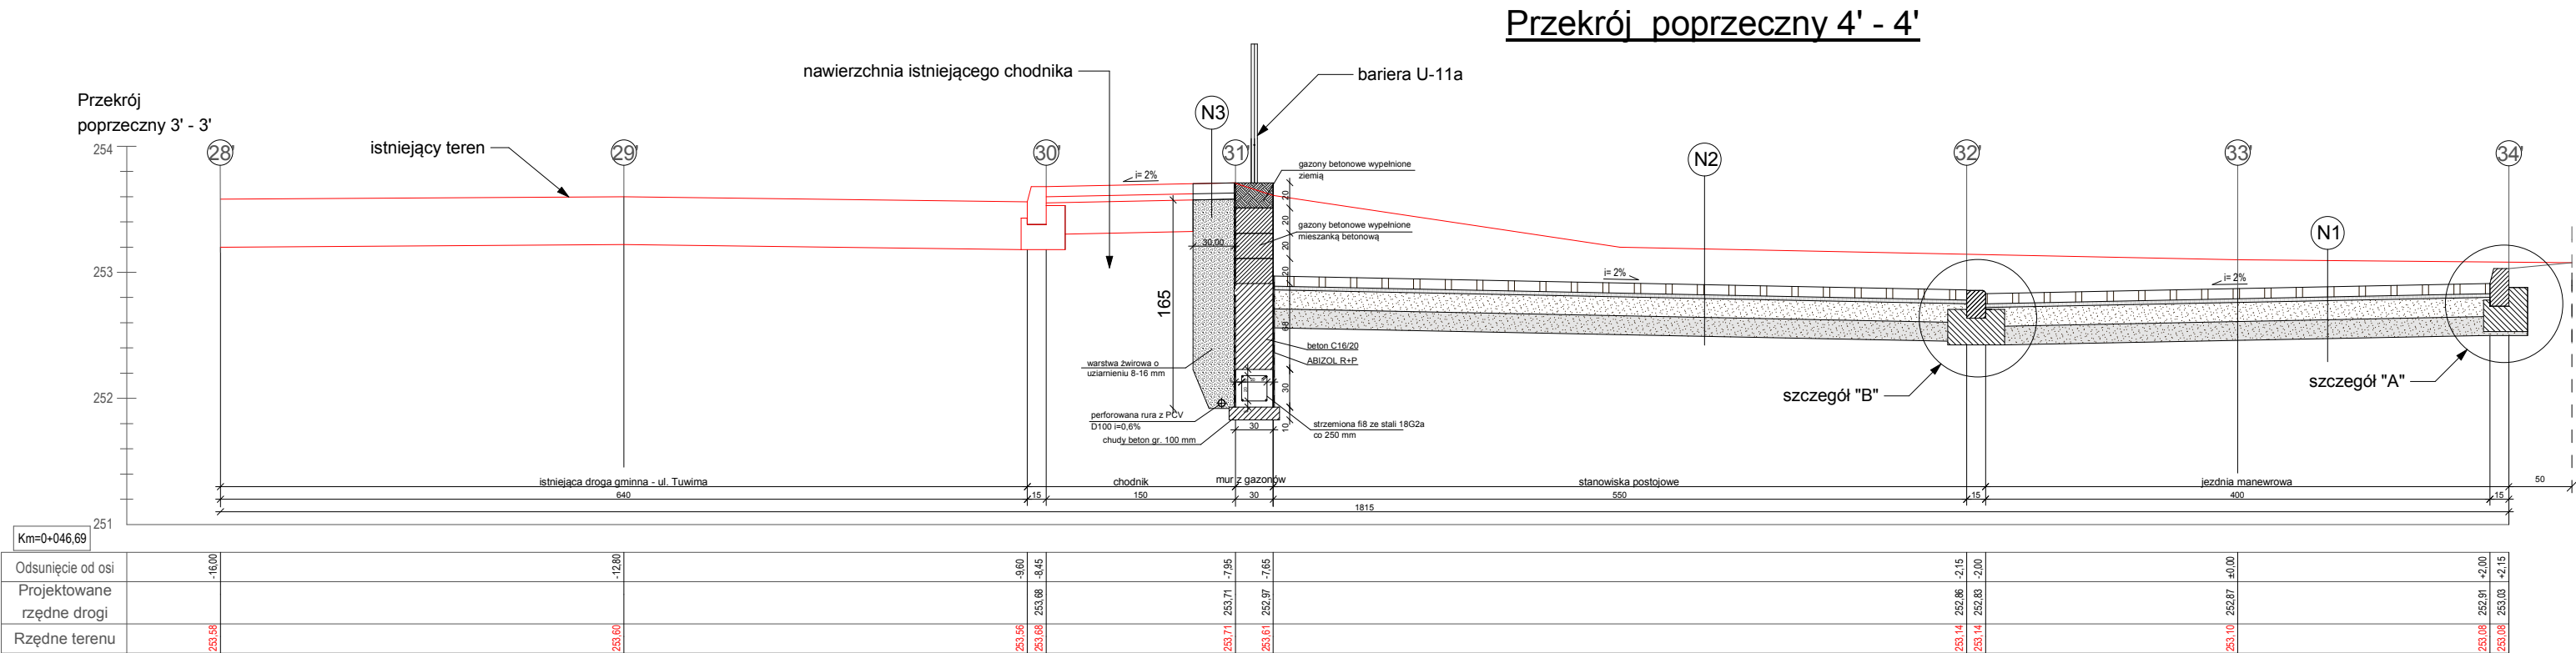 Przekrój poprzeczny 4' - 4'
nawierzchnia istniejącego chodnika
bariera U-11a
Przekrój
poprzeczny 3' - 3'
istniejący teren
N3
28'
29'
30'
31'
N2
32'
33'
34'
N1
254
253
252
251
i= 2%
gazony betonowe wypełnione
ziemią
gazony betonowe wypełnione
mieszanką betonową
20
20
20
20
68
30
10
30,00
165
i= 2%
i= 2%
beton C16/20
ABIZOL R+P
warstwa żwirowa o
uziarnieniu 8-16 mm
perforowana rura z PCV
D100 i=0,6%
chudy beton gr. 100 mm
30
strzemiona fi8 ze stali 18G2a
co 250 mm
szczegół "B"
szczegół "A"
istniejąca droga gminna - ul. Tuwima
chodnik
mur z gazonów
stanowiska postojowe
jezdnia manewrowa
50
640
15
150
30
550
15
400
15
1815
Km=0+046,69
Odsunięcie od osi
-16,00
-12,80
-9,60
-8,45
-7,95
-7,65
-2,15
-2,00
±0,00
+2,00
+2,15
Projektowane
rzędne drogi
253,68
253,71
252,97
252,86
252,83
252,87
252,91
253,03
Rzędne terenu
253,58
253,60
253,56
253,68
253,71
253,61
253,14
253,14
253,10
253,08
253,08